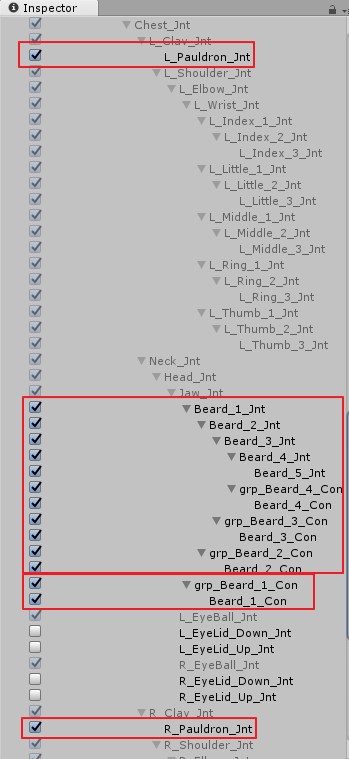 Inspector
Chest_Jnt
L_Clav_Jnt
L_Pauldron_Jnt
L_Shoulder_Jnt
L_Elbow_Jnt
L_Wrist_Jnt
L_Index_1_Jnt
L_Index_2_Jnt
L_Index_3_Jnt
L_Little_1_Jnt
L_Little_2_Jnt
L_Little_3_Jnt
L_Middle_1_Jnt
L_Middle_2_Jnt
L_Middle_3_Jnt
L_Ring_1_Jnt
L_Ring_2_Jnt
L_Ring_3_Jnt
L_Thumb_1_Jnt
L_Thumb_2_Jnt
L_Thumb_3_Jnt
Neck_Jnt
Head_Jnt
Jaw_Jnt
Beard_1_Jnt
Beard_2_Jnt
Beard_3_Jnt
Beard_4_Jnt
Beard_5_Jnt
grp_Beard_4_Con
Beard_4_Con
grp_Beard_3_Con
Beard_3_Con
grp_Beard_2_Con
Beard_2_Con
grp_Beard_1_Con
Beard_1_Con
L_EyeBall_Jnt
L_EyeLid_Down_Jnt
L_EyeLid_Up_Jnt
R_EyeBall_Jnt
R_EyeLid_Down_Jnt
R_EyeLid_Up_Jnt
R_Clav_Jnt
R_Pauldron_Jnt
R_Shoulder_Jnt
R_Elbow_Jnt